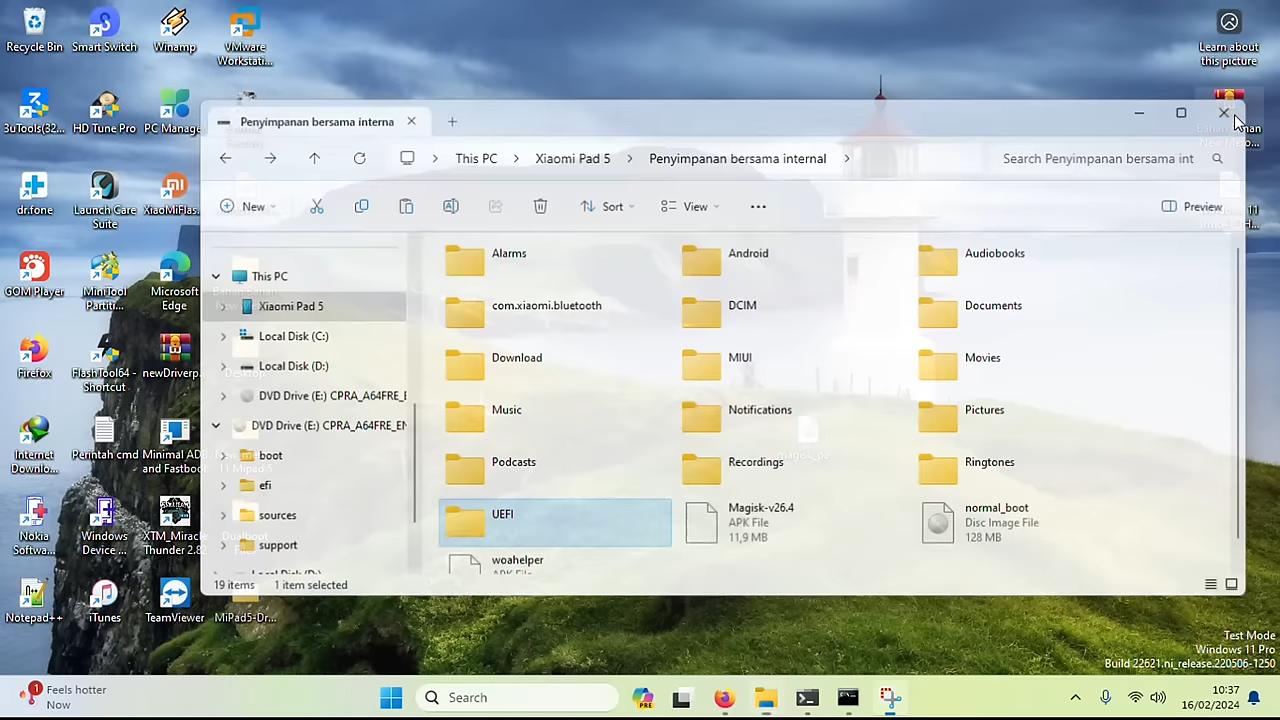 Recycle Bin
Smart Switch
Winamp
VMware
Workstati...
Learn about
this picture
3uTools(32...
HD Tune Pro
PC Manage
dr.fone
Launch Care
Suite
XiaoMiFlas
GOM Player
MiniTool
Partiti...
Microsoft
Edge
Firefox
FlashTool64 -
Shortcut
newDriverp
Internet
Downlo...
Perintah cmd
Minimal ADB
and Fastboot
Nokia
Softwa...
Windows
Device ...
XTM_Miracle
Thunder 2.82
Notepad++
iTunes
TeamViewer
MiPad5-Dr...
Penyimpanan bersama interna
This PC
Xiaomi Pad 5
Penyimpanan bersama internal
Search Penyimpanan bersama int
New
Sort
View
Preview
This PC
Xiaomi Pad 5
Local Disk (C:)
Local Disk (D:)
DVD Drive (E:) CPRA_A64FRE_E
DVD Drive (E:) CPRA_A64FRE_EN
boot
efi
sources
support
Alarms
Android
Audiobooks
com.xiaomi.bluetooth
DCIM
Documents
Download
MIUI
Movies
Music
Notifications
Pictures
Podcasts
Recordings
Ringtones
UEFI
Magisk-v26.4
APK File
11,9 MB
normal_boot
Disc Image File
128 MB
woahelper
19 items
1 item selected
Test Mode
Windows 11 Pro
Build 22621.ni_release.220506-1250
1
Feels hotter
Now
Search
PRE
10:37
16/02/2024